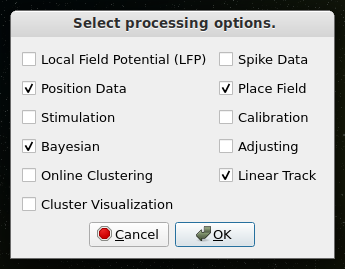 Select processing options.
Local Field Potential (LFP) Spike Data
Position Data Place Field
Stimulation Calibration
Bayesian Adjusting
Online Clustering Linear Track
Cluster Visualization
Cancel OK